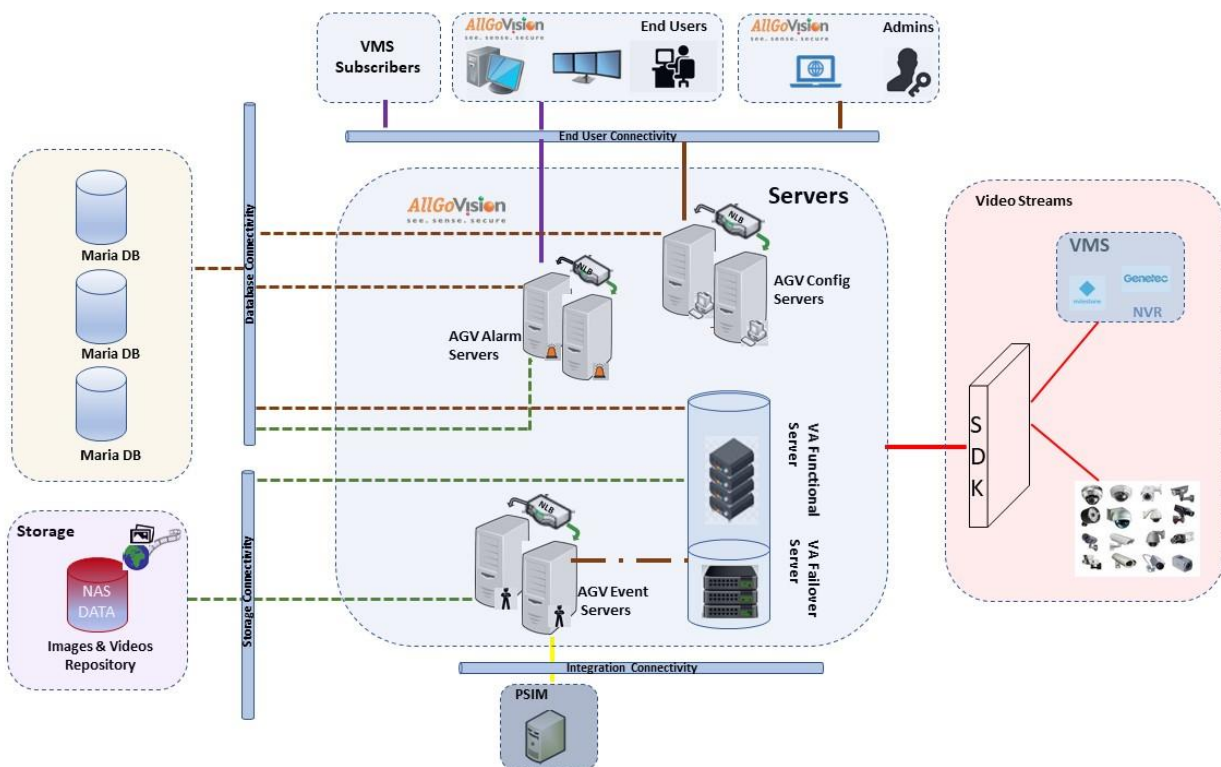 VMS
Subscribers
AllGoVision
see. sense. secure
End Users
AllGoVision
see. sense. secure
Admins
End User Connectivity
Maria DB
Maria DB
Maria DB
Database Connectivity
AllGoVision
see. sense. secure
Servers
NLB
AGV Config
Servers
NLB
AGV Alarm
Servers
VA Functional
Server
VA Failover
Server
NLB
AGV Event
Servers
Video Streams
VMS
milestone
Genetec
NVR
SDK
Storage
NAS
DATA
Images & Videos
Repository
Storage Connectivity
Integration Connectivity
PSIM